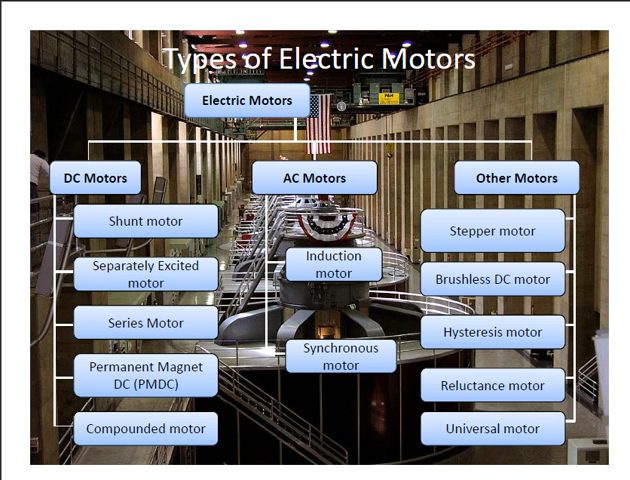 Types of Electric Motors
Electric Motors
DC Motors
AC Motors
Other Motors
Shunt motor
Separately Excited
motor
Series Motor
Permanent Magnet
DC (PMDC)
Compounded motor
Induction
motor
Synchronous
motor
Stepper motor
Brushless DC motor
Hysteresis motor
Reluctance motor
Universal motor